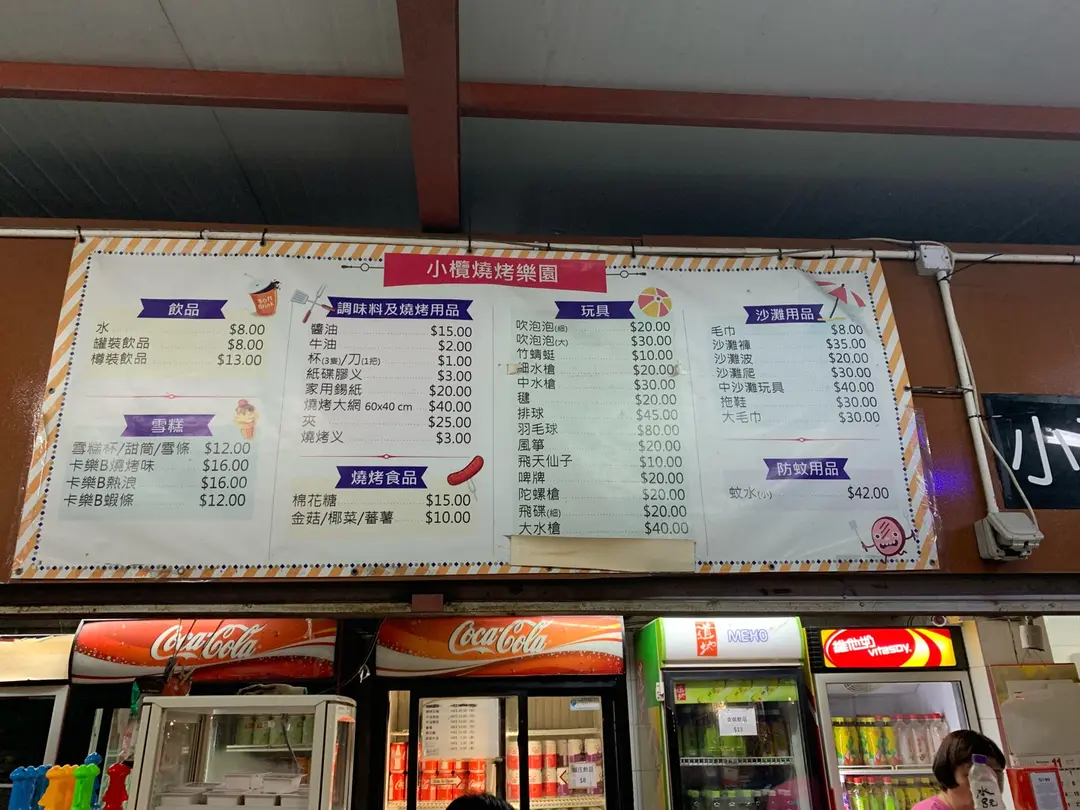 小欖燒烤樂園
飲品
Soft Drink
水 $8.00
罐裝飲品 $8.00
樽裝飲品 $13.00
雪糕
雪糕杯/甜筒/雪條 $12.00
卡樂B燒烤味 $16.00
卡樂B熱浪 $16.00
卡樂B蝦條 $12.00
調味料及燒烤用品
醬油 $15.00
牛油 $2.00
杯(3隻)/刀(1把) $1.00
紙碟膠义 $3.00
家用錫紙 $20.00
燒烤大網 60x40 cm $40.00
夾 $25.00
燒烤义 $3.00
燒烤食品
棉花糖 $15.00
金菇/椰菜/蕃薯 $10.00
玩具
吹泡泡(細) $20.00
吹泡泡(大) $30.00
竹蜻蜓 $10.00
細水槍 $20.00
中水槍 $30.00
毽 $20.00
排球 $45.00
羽毛球 $80.00
風箏 $20.00
飛天仙子 $10.00
啤牌 $20.00
陀螺槍 $20.00
飛碟(細) $20.00
大水槍 $40.00
沙灘用品
毛巾 $8.00
沙灘褲 $35.00
沙灘波 $20.00
沙灘爬 $30.00
中沙灘玩具 $40.00
拖鞋 $30.00
大毛巾 $30.00
防蚊用品
蚊水(小) $42.00
小
Coca-Cola
Coca-Cola
道地
MEKO
維他奶
vitasoy
道地
$13
$8
11
水